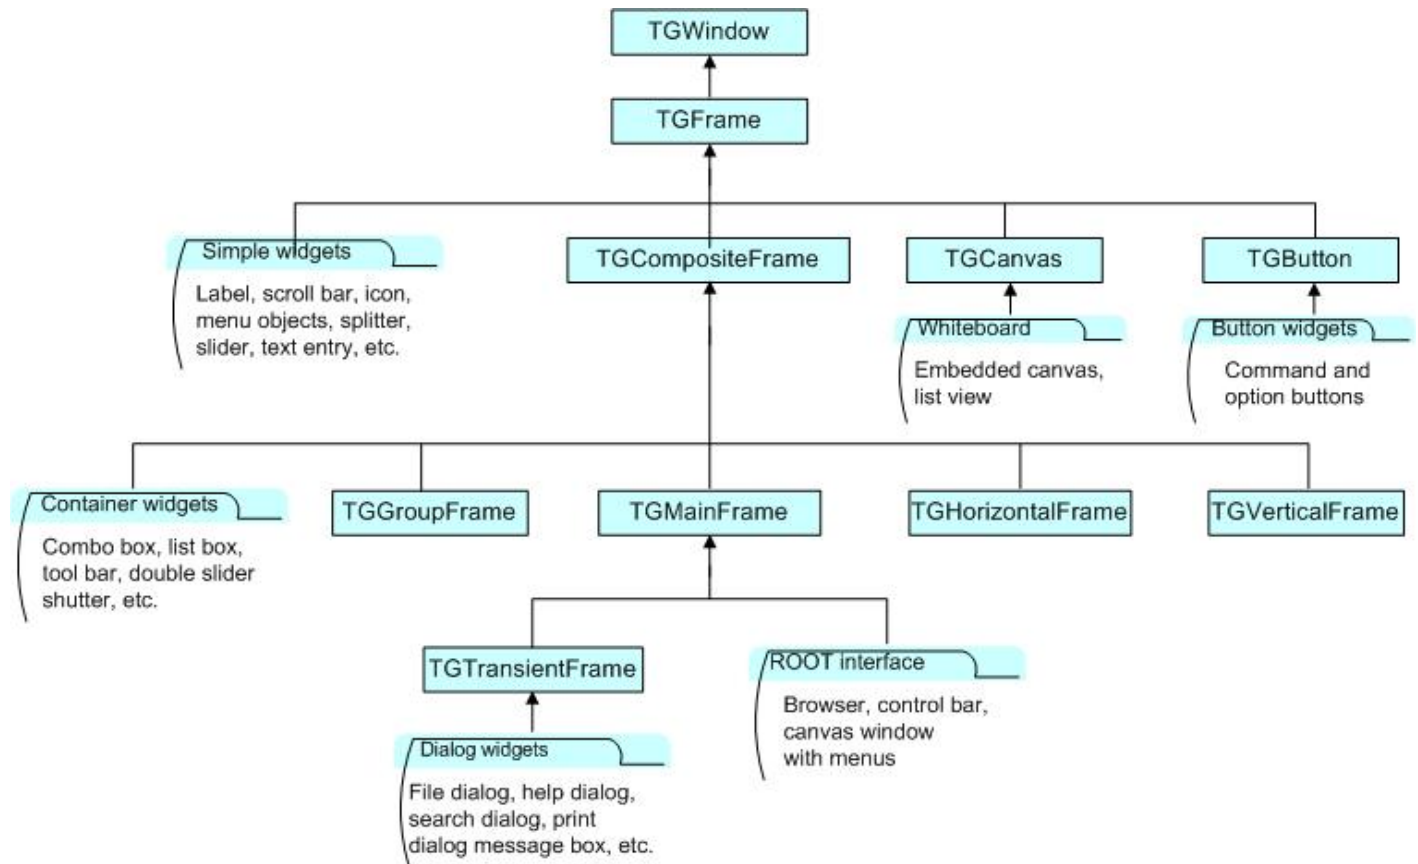 TGWindow
TGFrame
Simple widgets
Label, scroll bar, icon,
menu objects, splitter,
slider, text entry, etc.
TGCompositeFrame
TGCanvas
TGButton
Whiteboard
Embedded canvas,
list view
Button widgets
Command and
option buttons
Container widgets
Combo box, list box,
tool bar, double slider
shutter, etc.
TGGroupFrame
TGMainFrame
TGHorizontalFrame
TGVerticalFrame
TGTransientFrame
ROOT interface
Browser, control bar,
canvas window
with menus
Dialog widgets
File dialog, help dialog,
search dialog, print
dialog message box, etc.